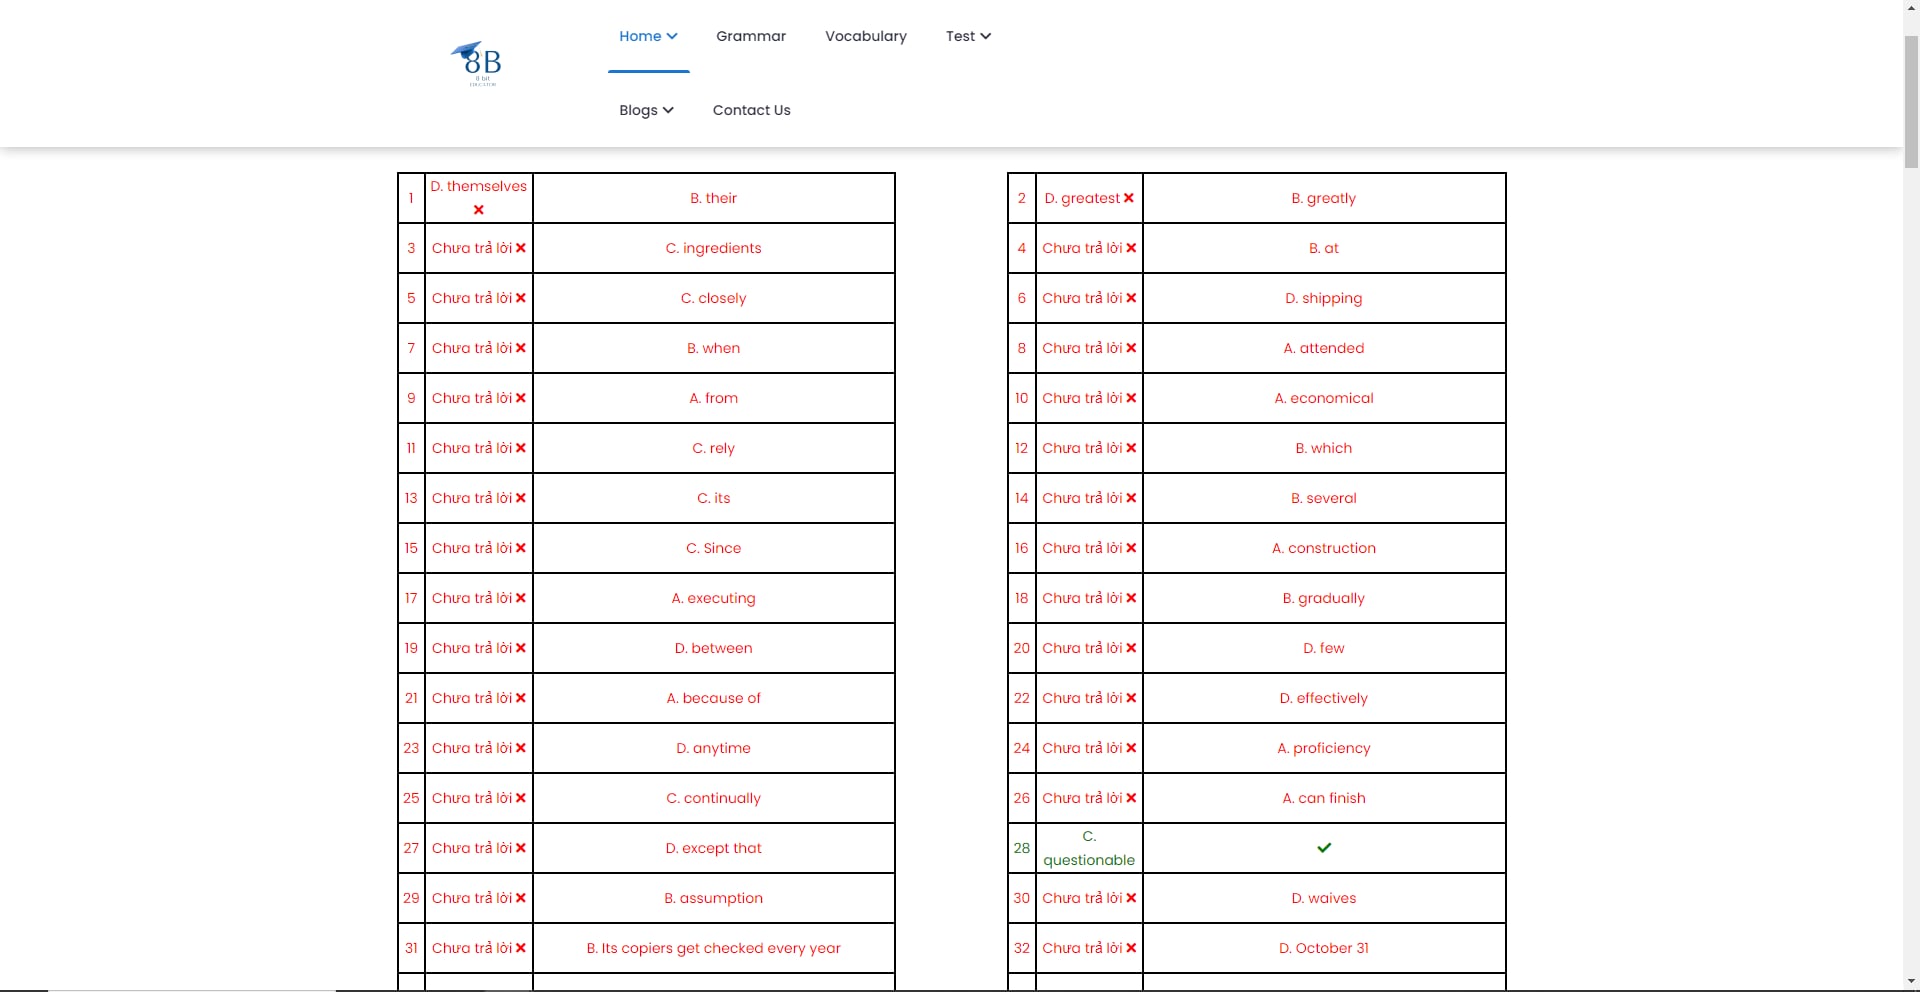 Home
Grammar
Vocabulary
Test
8B
8 bit
EDUCATOR
Blogs
Contact Us
1 D. themselves B. their
2 D. greatest B. greatly
3 Chưa trả lời C. ingredients
4 Chưa trả lời B. at
5 Chưa trả lời C. closely
6 Chưa trả lời D. shipping
7 Chưa trả lời B. when
8 Chưa trả lời A. attended
9 Chưa trả lời A. from
10 Chưa trả lời A. economical
11 Chưa trả lời C. rely
12 Chưa trả lời B. which
13 Chưa trả lời C. its
14 Chưa trả lời B. several
15 Chưa trả lời C. Since
16 Chưa trả lời A. construction
17 Chưa trả lời A. executing
18 Chưa trả lời B. gradually
19 Chưa trả lời D. between
20 Chưa trả lời D. few
21 Chưa trả lời A. because of
22 Chưa trả lời D. effectively
23 Chưa trả lời D. anytime
24 Chưa trả lời A. proficiency
25 Chưa trả lời C. continually
26 Chưa trả lời A. can finish
27 Chưa trả lời D. except that
28 C. questionable
29 Chưa trả lời B. assumption
30 Chưa trả lời D. waives
31 Chưa trả lời B. Its copiers get checked every year
32 Chưa trả lời D. October 31